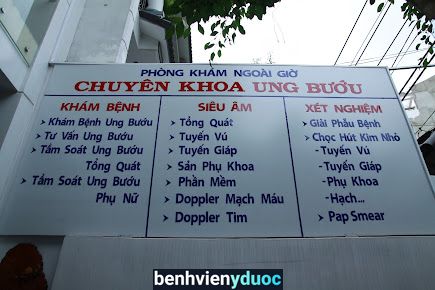 PHÒNG KHÁM NGOÀI GIỜ
CHUYÊN KHOA UNG BƯỚU
KHÁM BỆNH
Khám Bệnh Ung Bướu
Tư Vấn Ung Bướu
Tầm Soát Ung Bướu
Tổng Quát
Tầm Soát Ung Bướu
Phụ Nữ
SIÊU ÂM
Tổng Quát
Tuyến Vú
Tuyến Giáp
Sản Phụ Khoa
Phần Mềm
Doppler Mạch Máu
Doppler Tim
XÉT NGHIỆM
Giải Phẫu Bệnh
Chọc Hút Kim Nhỏ
-Tuyến Vú
-Tuyến Giáp
-Phụ Khoa
-Hạch...
Pap Smear
benhvienyduoc